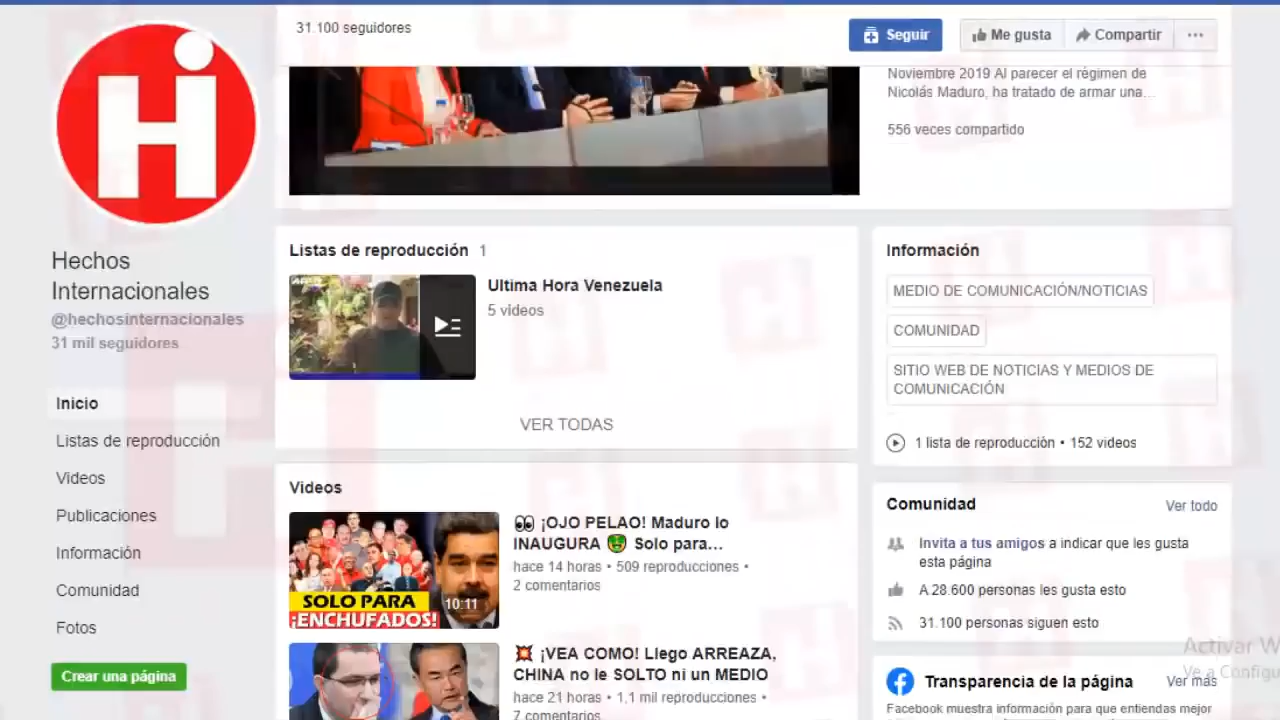 31.100 seguidores
Seguir
Me gusta
Compartir
Noviembre 2019 Al parecer el régimen de
Nicolás Maduro, ha tratado de armar una...
556 veces compartido
Hechos
Internacionales
@hechosinternacionales
31 mil seguidores
Inicio
Listas de reproducción
Videos
Publicaciones
Información
Comunidad
Fotos
Crear una página
Listas de reproducción 1
Ultima Hora Venezuela
5 videos
VER TODAS
Videos
SOLO PARA
¡ENCHUFADOS!
10:11
👀 ¡OJO PELAO! Maduro lo
INAUGURA 🤑 Solo para...
hace 14 horas • 509 reproducciones •
2 comentarios
💥 ¡VEA COMO! Llego ARREAZA,
CHINA no le SOLTO ni un MEDIO
hace 21 horas • 1,1 mil reproducciones •
7 comentarios
Información
MEDIO DE COMUNICACIÓN/NOTICIAS
COMUNIDAD
SITIO WEB DE NOTICIAS Y MEDIOS DE
COMUNICACIÓN
1 lista de reproducción • 152 videos
Comunidad
Ver todo
Invita a tus amigos a indicar que les gusta
esta página
A 28.600 personas les gusta esto
31.100 personas siguen esto
Transparencia de la página
Ver más
Facebook muestra información para que entiendas mejor
Activar W
Ve a Configu